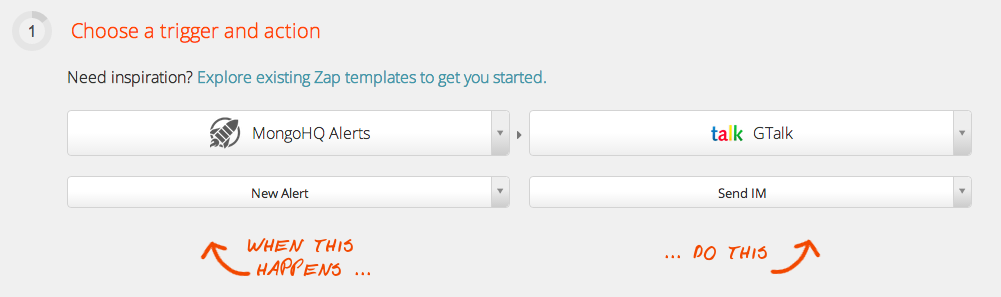 1 Choose a trigger and action
Need inspiration? Explore existing Zap templates to get you started.
MongoHQ Alerts talk GTalk
New Alert Send IM
WHEN THIS ... DO THIS
HAPPENS ...